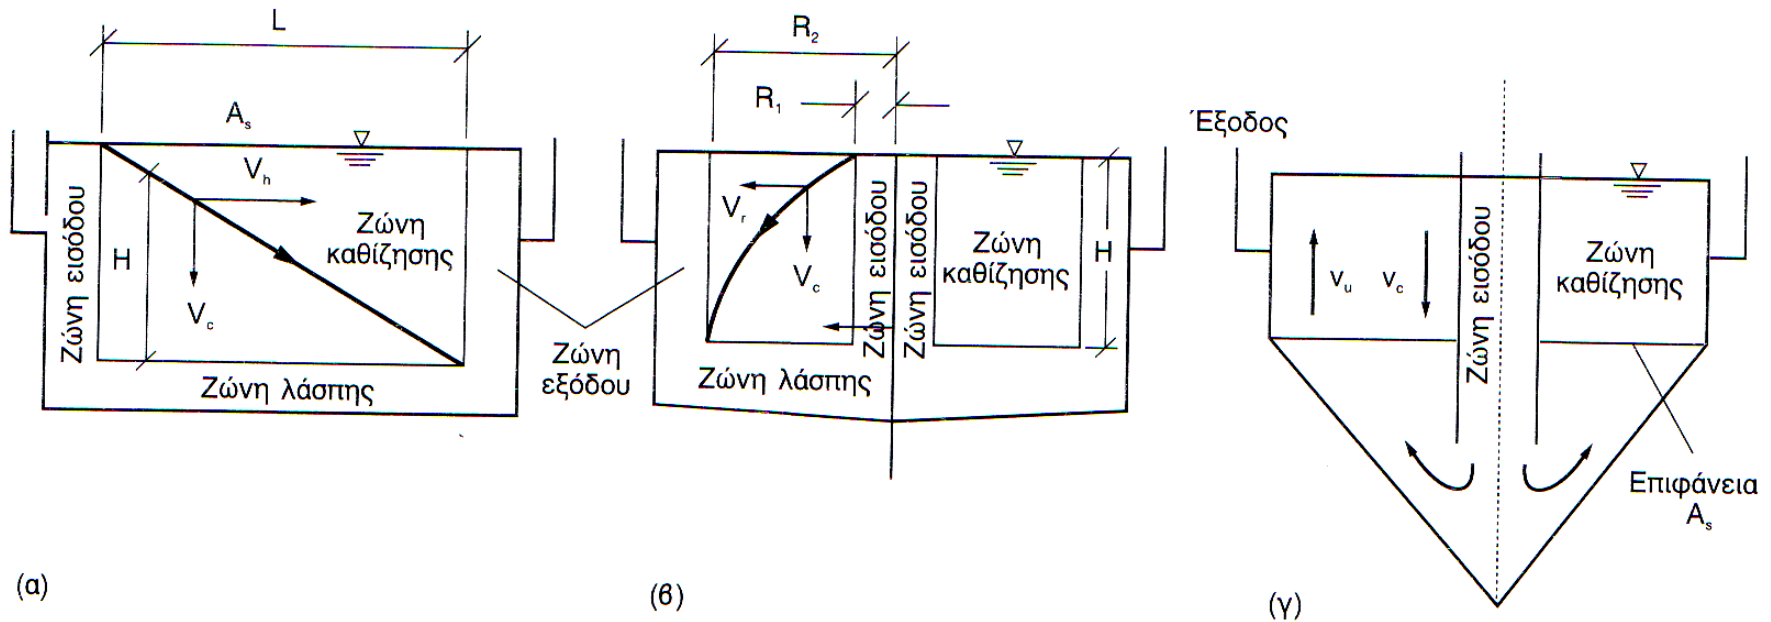 L
A_s
V_h
Ζώνη εισόδου
H
Ζώνη
καθίζησης
V_c
Ζώνη λάσπης
(α)
Ζώνη
εξόδου
R_2
R_1
V_r
V_c
Ζώνη εισόδου
Ζώνη εισόδου
Ζώνη
καθίζησης
H
Ζώνη λάσπης
(β)
Έξοδος
v_u
v_c
Ζώνη εισόδου
Ζώνη
καθίζησης
Επιφάνεια
A_s
(γ)